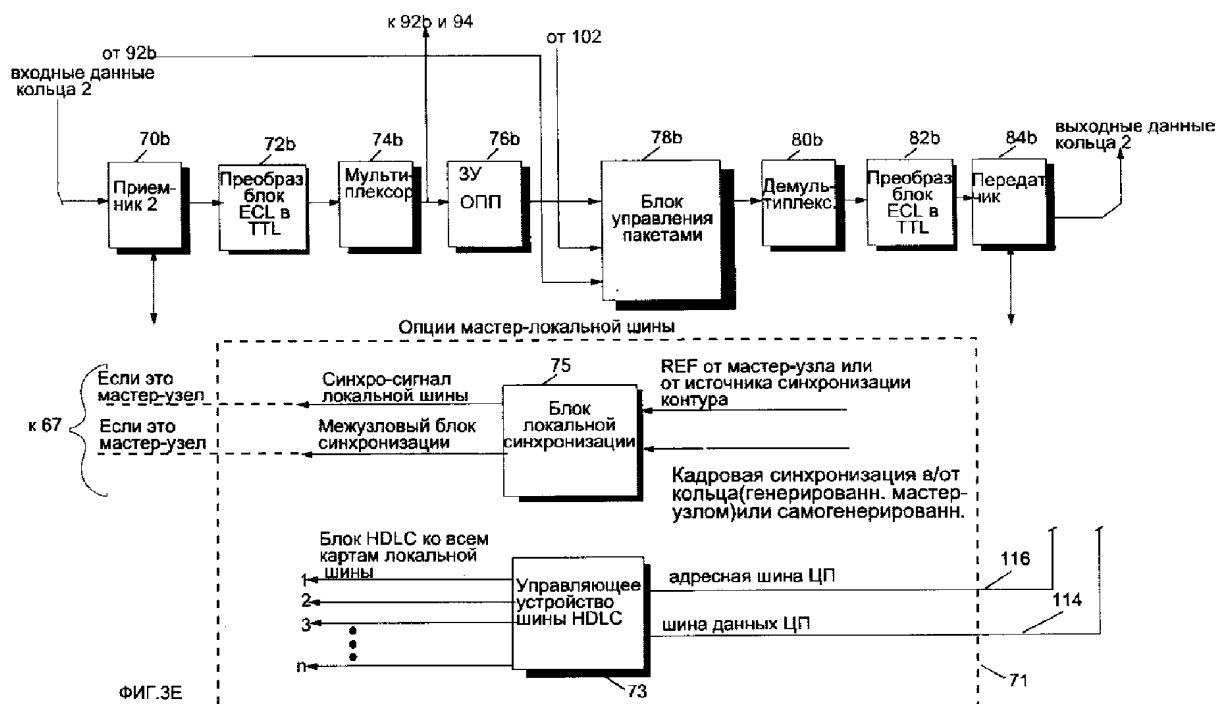 к 92b и 94
от 92b
от 102
входные данные
кольца 2
70b
72b
74b
76b
78b
80b
82b
84b
выходные данные
кольца 2
Прием-
ник 2
Преобраз.
блок
ECL в
TTL
Мульти-
плексор
ЗУ
ОПП
Блок
управления
пакетами
Демуль-
типлекс.
Преобраз
блок
ECL в
TTL
Передат
чик
Опции мастер-локальной шины
к 67
Если это
мастер-узел
Если это
мастер-узел
Синхро-сигнал
локальной шины
Межузловый блок
синхронизации
75
Блок
локальной
синхронизации
REF от мастер-узла или
от источника синхронизации
контура
Кадровая синхронизация в/от
кольца(генерированн. мастер-
узлом)или самогенерированн.
Блок HDLC ко всем
картам локальной
шины
1
2
3
n
Управляющее
устройство
шины HDLC
73
адресная шина ЦП
116
шина данных ЦП
114
71
ФИГ.3E